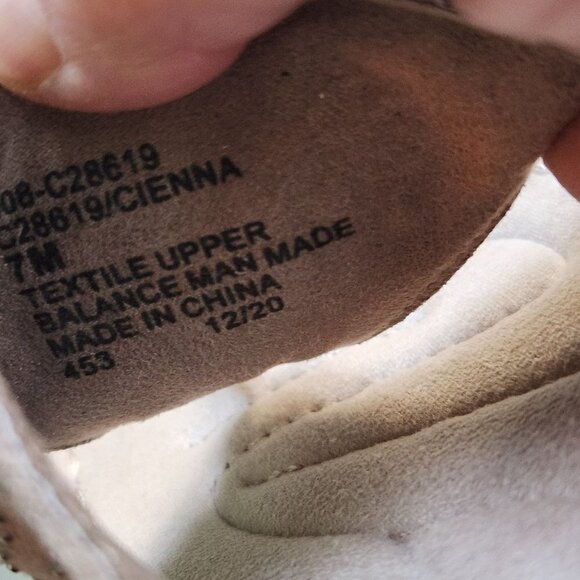 08-C28619
C28619/CIENNA
7M
TEXTILE UPPER
BALANCE MAN MADE
MADE IN CHINA
12/20
453